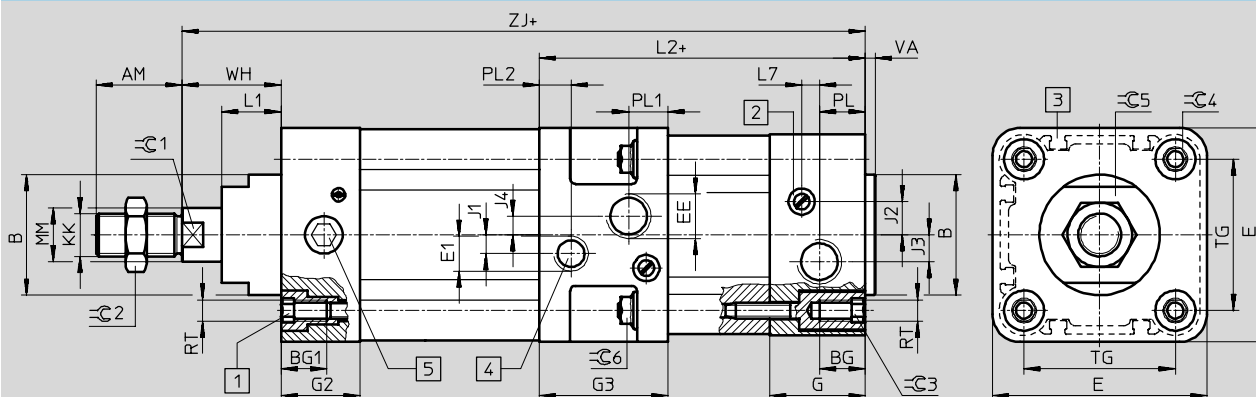 ZJ+
L2+
VA
AM
WH
PL2
L7
L1
PL1
PL
2
3
=C5
=C4
=C1
B
MM
KK
J4
J1
E1
EE
J2
J3
B
TG
E
=C2
RT
RT
1
BG1
5
4
=C6
BG
=C3
TG
G2
G3
G
E